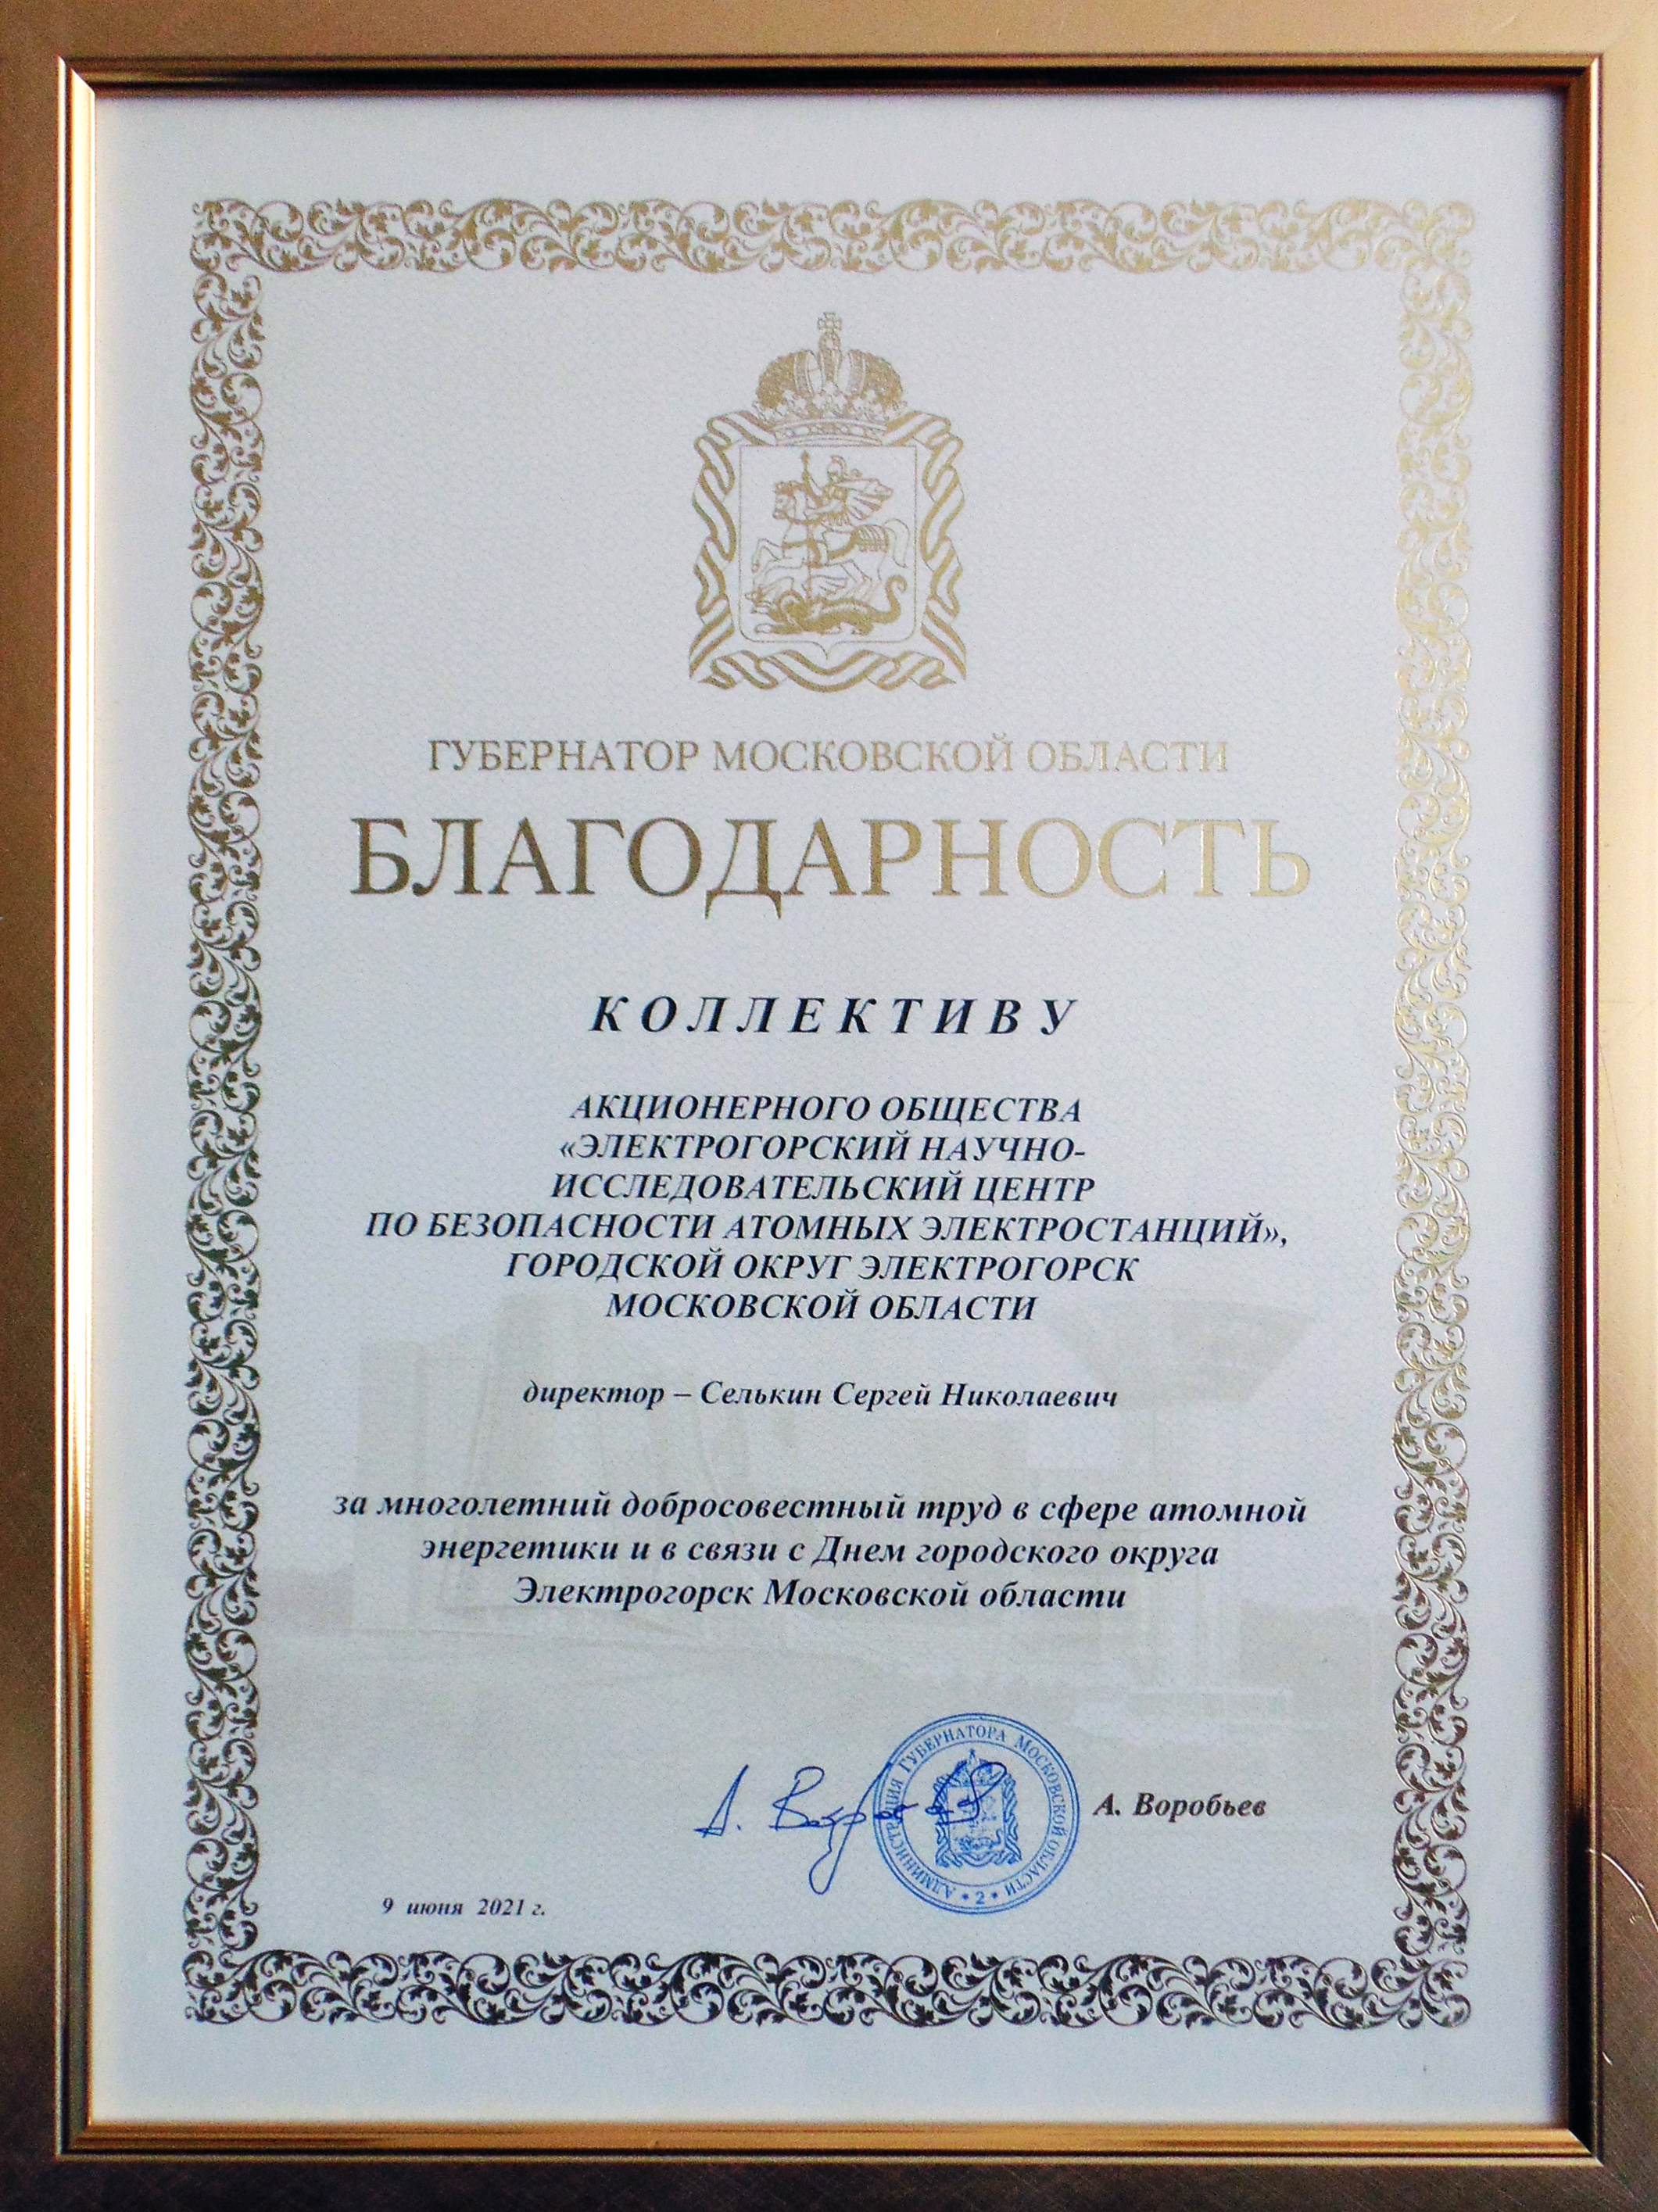 ГУБЕРНАТОР МОСКОВСКОЙ ОБЛАСТИ
БЛАГОДАРНОСТЬ
КОЛЛЕКТИВУ
АКЦИОНЕРНОГО ОБЩЕСТВА
«ЭЛЕКТРОГОРСКИЙ НАУЧНО-
ИССЛЕДОВАТЕЛЬСКИЙ ЦЕНТР
ПО БЕЗОПАСНОСТИ АТОМНЫХ ЭЛЕКТРОСТАНЦИЙ»,
ГОРОДСКОЙ ОКРУГ ЭЛЕКТРОГОРСК
МОСКОВСКОЙ ОБЛАСТИ
директор – Селькин Сергей Николаевич
за многолетний добросовестный труд в сфере атомной
энергетики и в связи с Днем городского округа
Электрогорск Московской области
АДМИНИСТРАЦИЯ ГУБЕРНАТОРА МОСКОВСКОЙ ОБЛАСТИ
* 2 *
А. Воробьев
9 июня 2021 г.